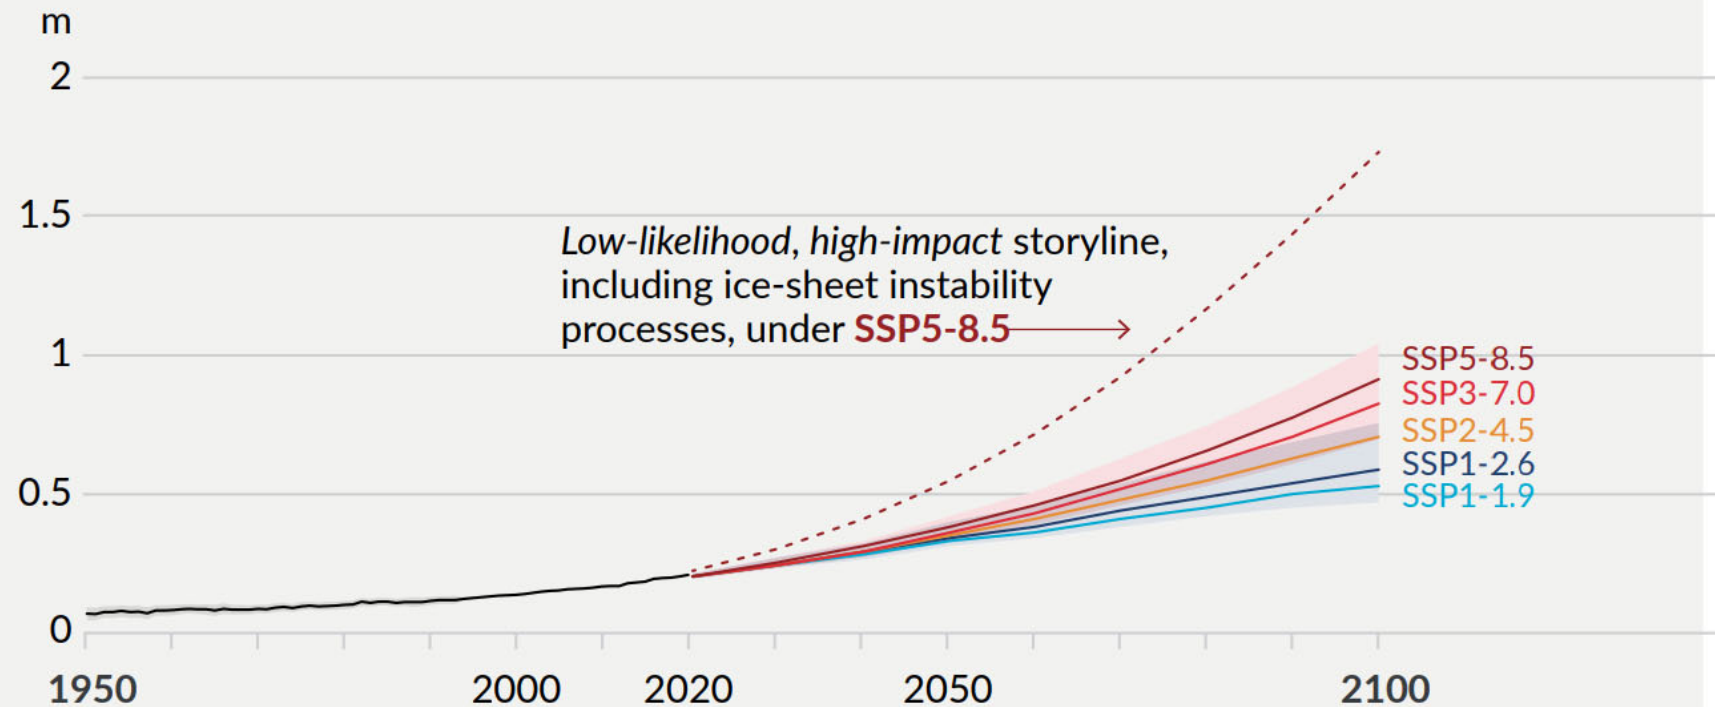 m
2
1.5
Low-likelihood, high-impact storyline,
including ice-sheet instability
processes, under SSP5-8.5
1
SSP5-8.5
SSP3-7.0
SSP2-4.5
SSP1-2.6
0.5
SSP1-1.9
0
1950 2000 2020 2050 2100